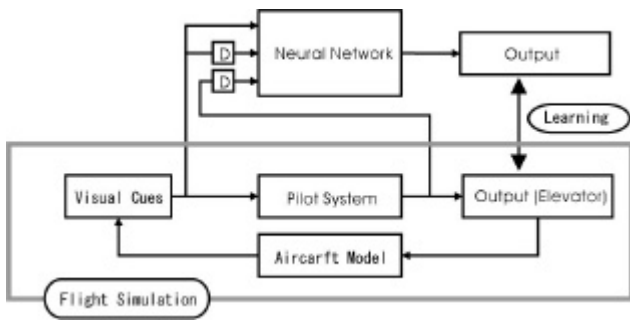 D
Neural Network
Output
D
Learning
Visual Cues
Pilot System
Output (Elevator)
Aircarft Model
Flight Simulation